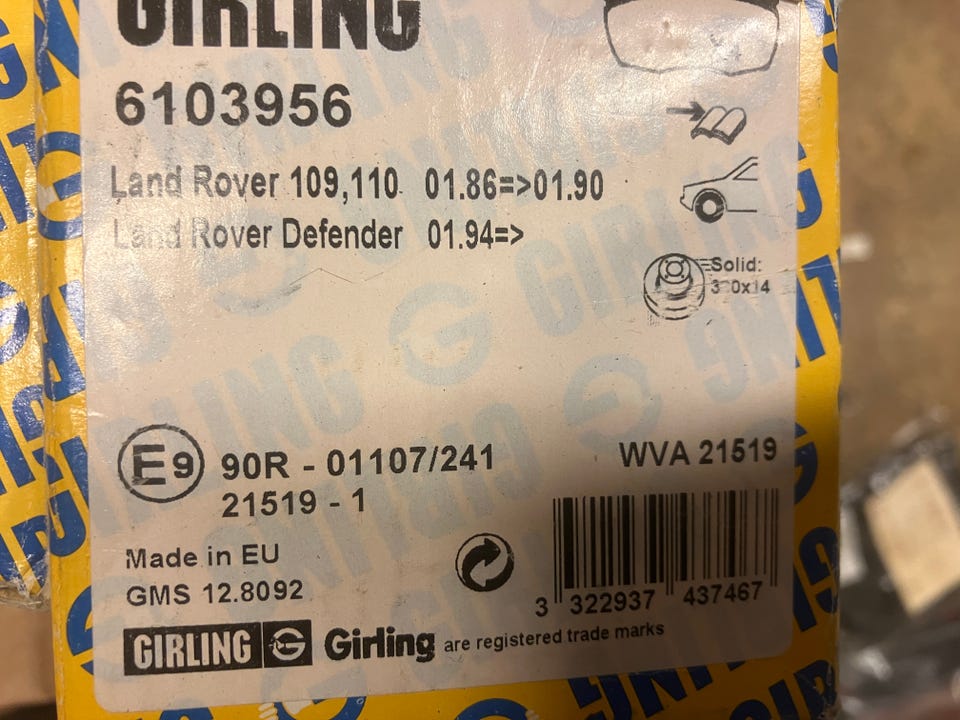 GIRLING
6103956
Land Rover 109,110 01.86=>01.90
Land Rover Defender 01.94=>
Solid:
E9 90R - 01107/241
21519 - 1
WVA 21519
Made in EU
GMS 12.8092
3 322937 437467
GIRLING G Girling are registered trade marks